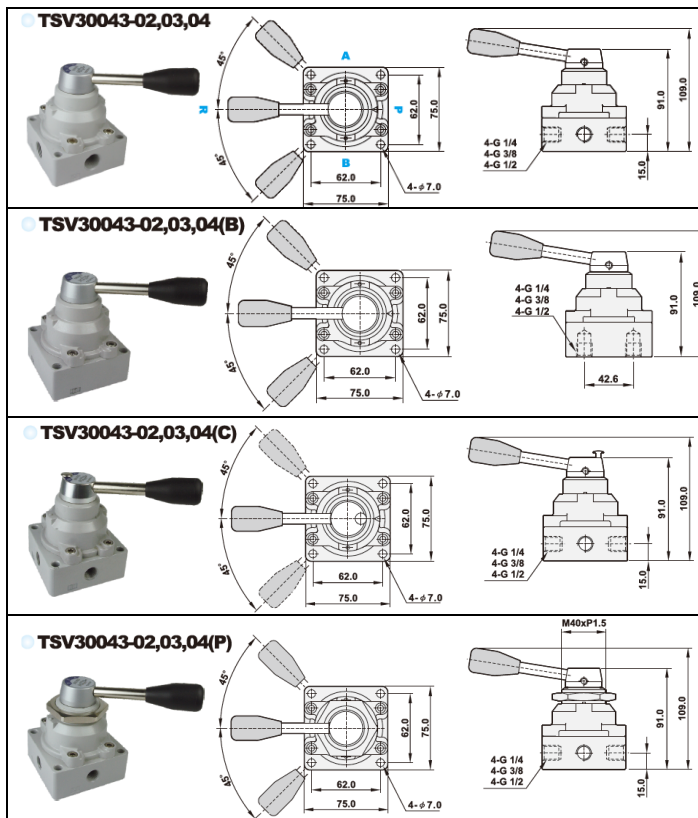 TSV30043-02,03,04
45°
45°
R
A
P
B
62.0
75.0
62.0
75.0
4-φ7.0
4-G 1/4
4-G 3/8
4-G 1/2
15.0
91.0
109.0
TSV30043-02,03,04(B)
45°
45°
62.0
75.0
62.0
75.0
4-φ7.0
4-G 1/4
4-G 3/8
4-G 1/2
42.6
91.0
109.0
TSV30043-02,03,04(C)
45°
45°
62.0
75.0
62.0
75.0
4-φ7.0
4-G 1/4
4-G 3/8
4-G 1/2
15.0
91.0
109.0
TSV30043-02,03,04(P)
45°
45°
62.0
75.0
62.0
75.0
4-φ7.0
M40xP1.5
4-G 1/4
4-G 3/8
4-G 1/2
15.0
91.0
109.0